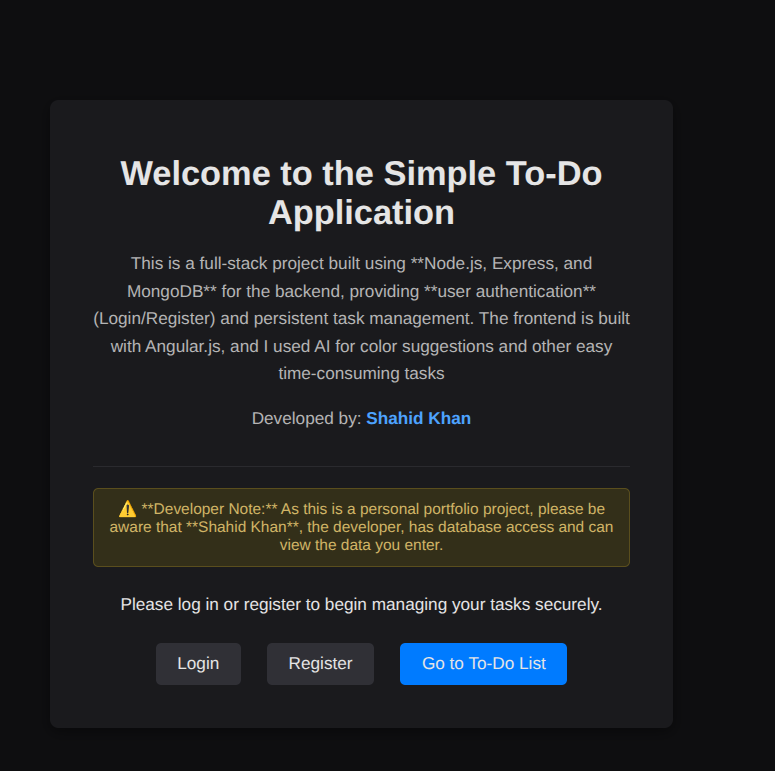 Welcome to the Simple To-Do
Application
This is a full-stack project built using **Node.js, Express, and
MongoDB** for the backend, providing **user authentication**
(Login/Register) and persistent task management. The frontend is built
with Angular.js, and I used AI for color suggestions and other easy
time-consuming tasks
Developed by: Shahid Khan
⚠️ **Developer Note:** As this is a personal portfolio project, please be
aware that **Shahid Khan**, the developer, has database access and can
view the data you enter.
Please log in or register to begin managing your tasks securely.
Login Register Go to To-Do List